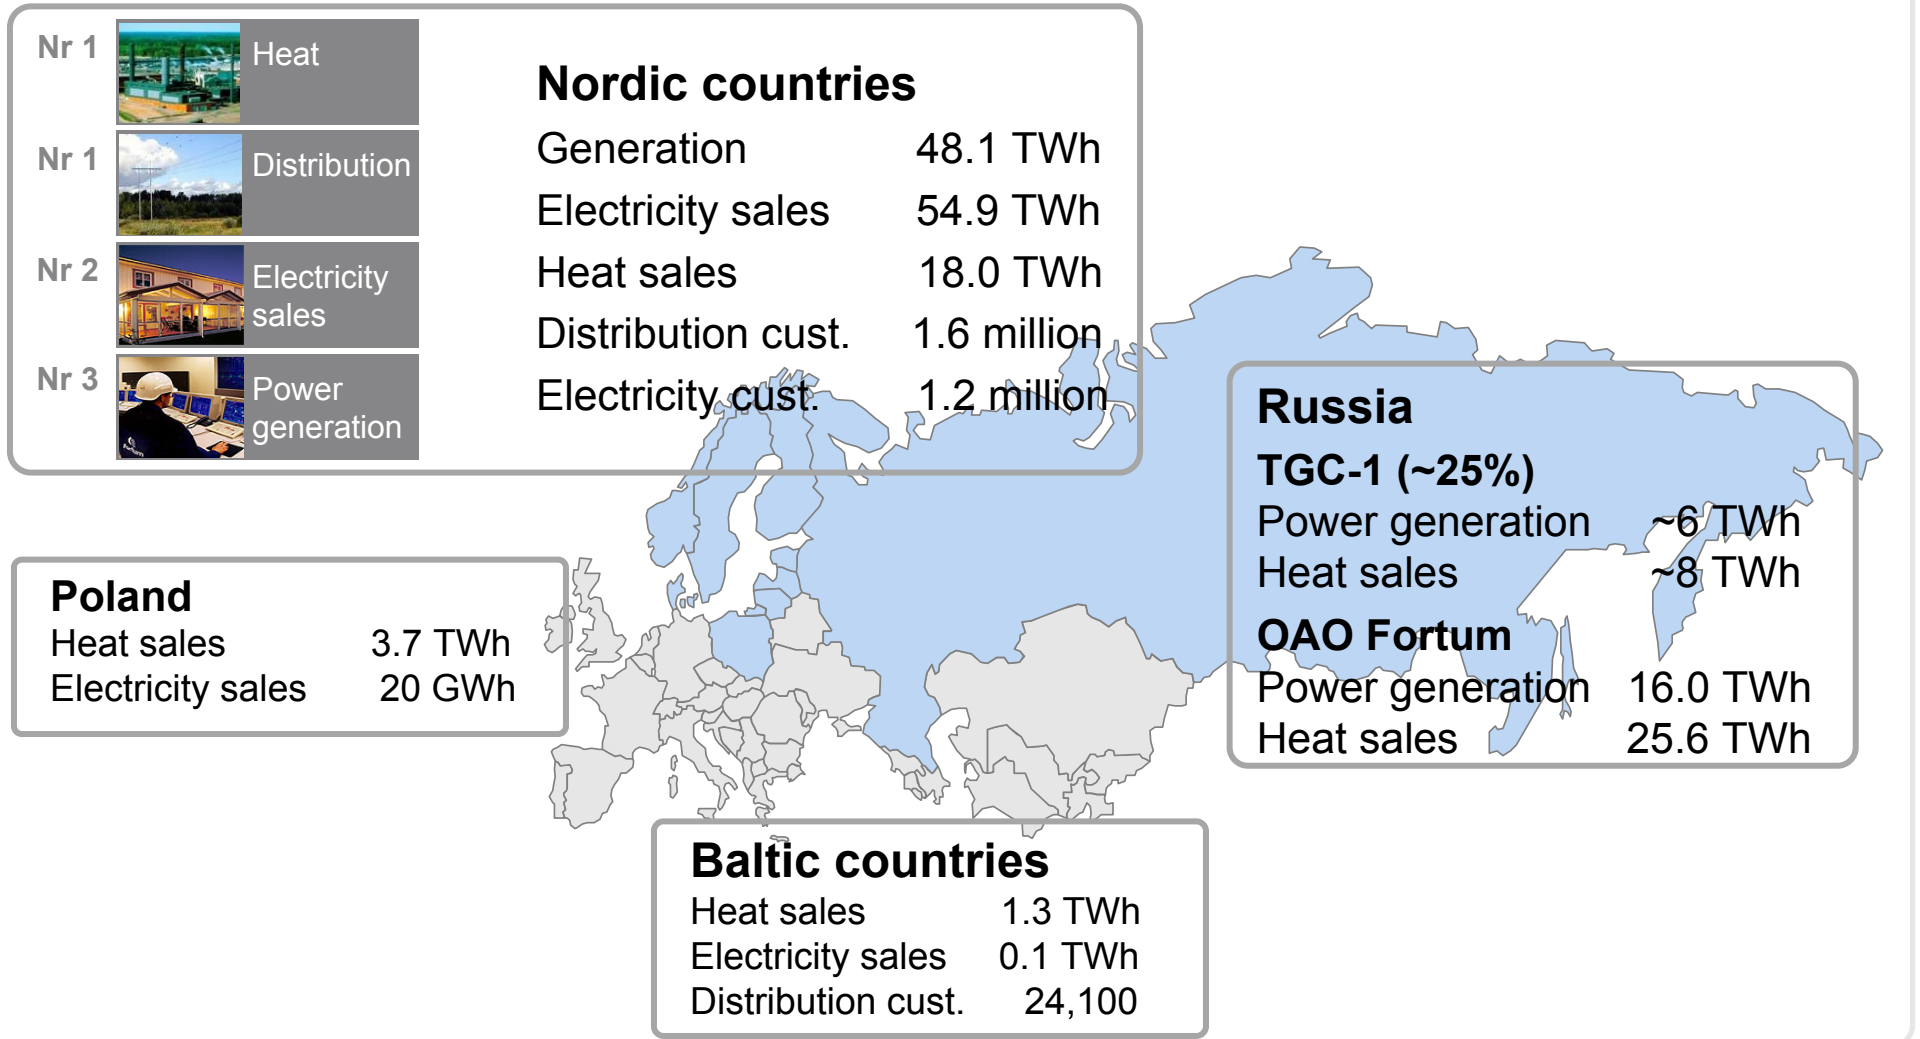 Nr 1 Heat
Nr 1 Distribution
Nr 2 Electricity
sales
Nr 3 Power
generation
Nordic countries
Generation 48.1 TWh
Electricity sales 54.9 TWh
Heat sales 18.0 TWh
Distribution cust. 1.6 million
Electricity cust. 1.2 million
Russia
TGC-1 (~25%)
Power generation ~6 TWh
Heat sales ~8 TWh
OAO Fortum
Power generation 16.0 TWh
Heat sales 25.6 TWh
Poland
Heat sales 3.7 TWh
Electricity sales 20 GWh
Baltic countries
Heat sales 1.3 TWh
Electricity sales 0.1 TWh
Distribution cust. 24,100